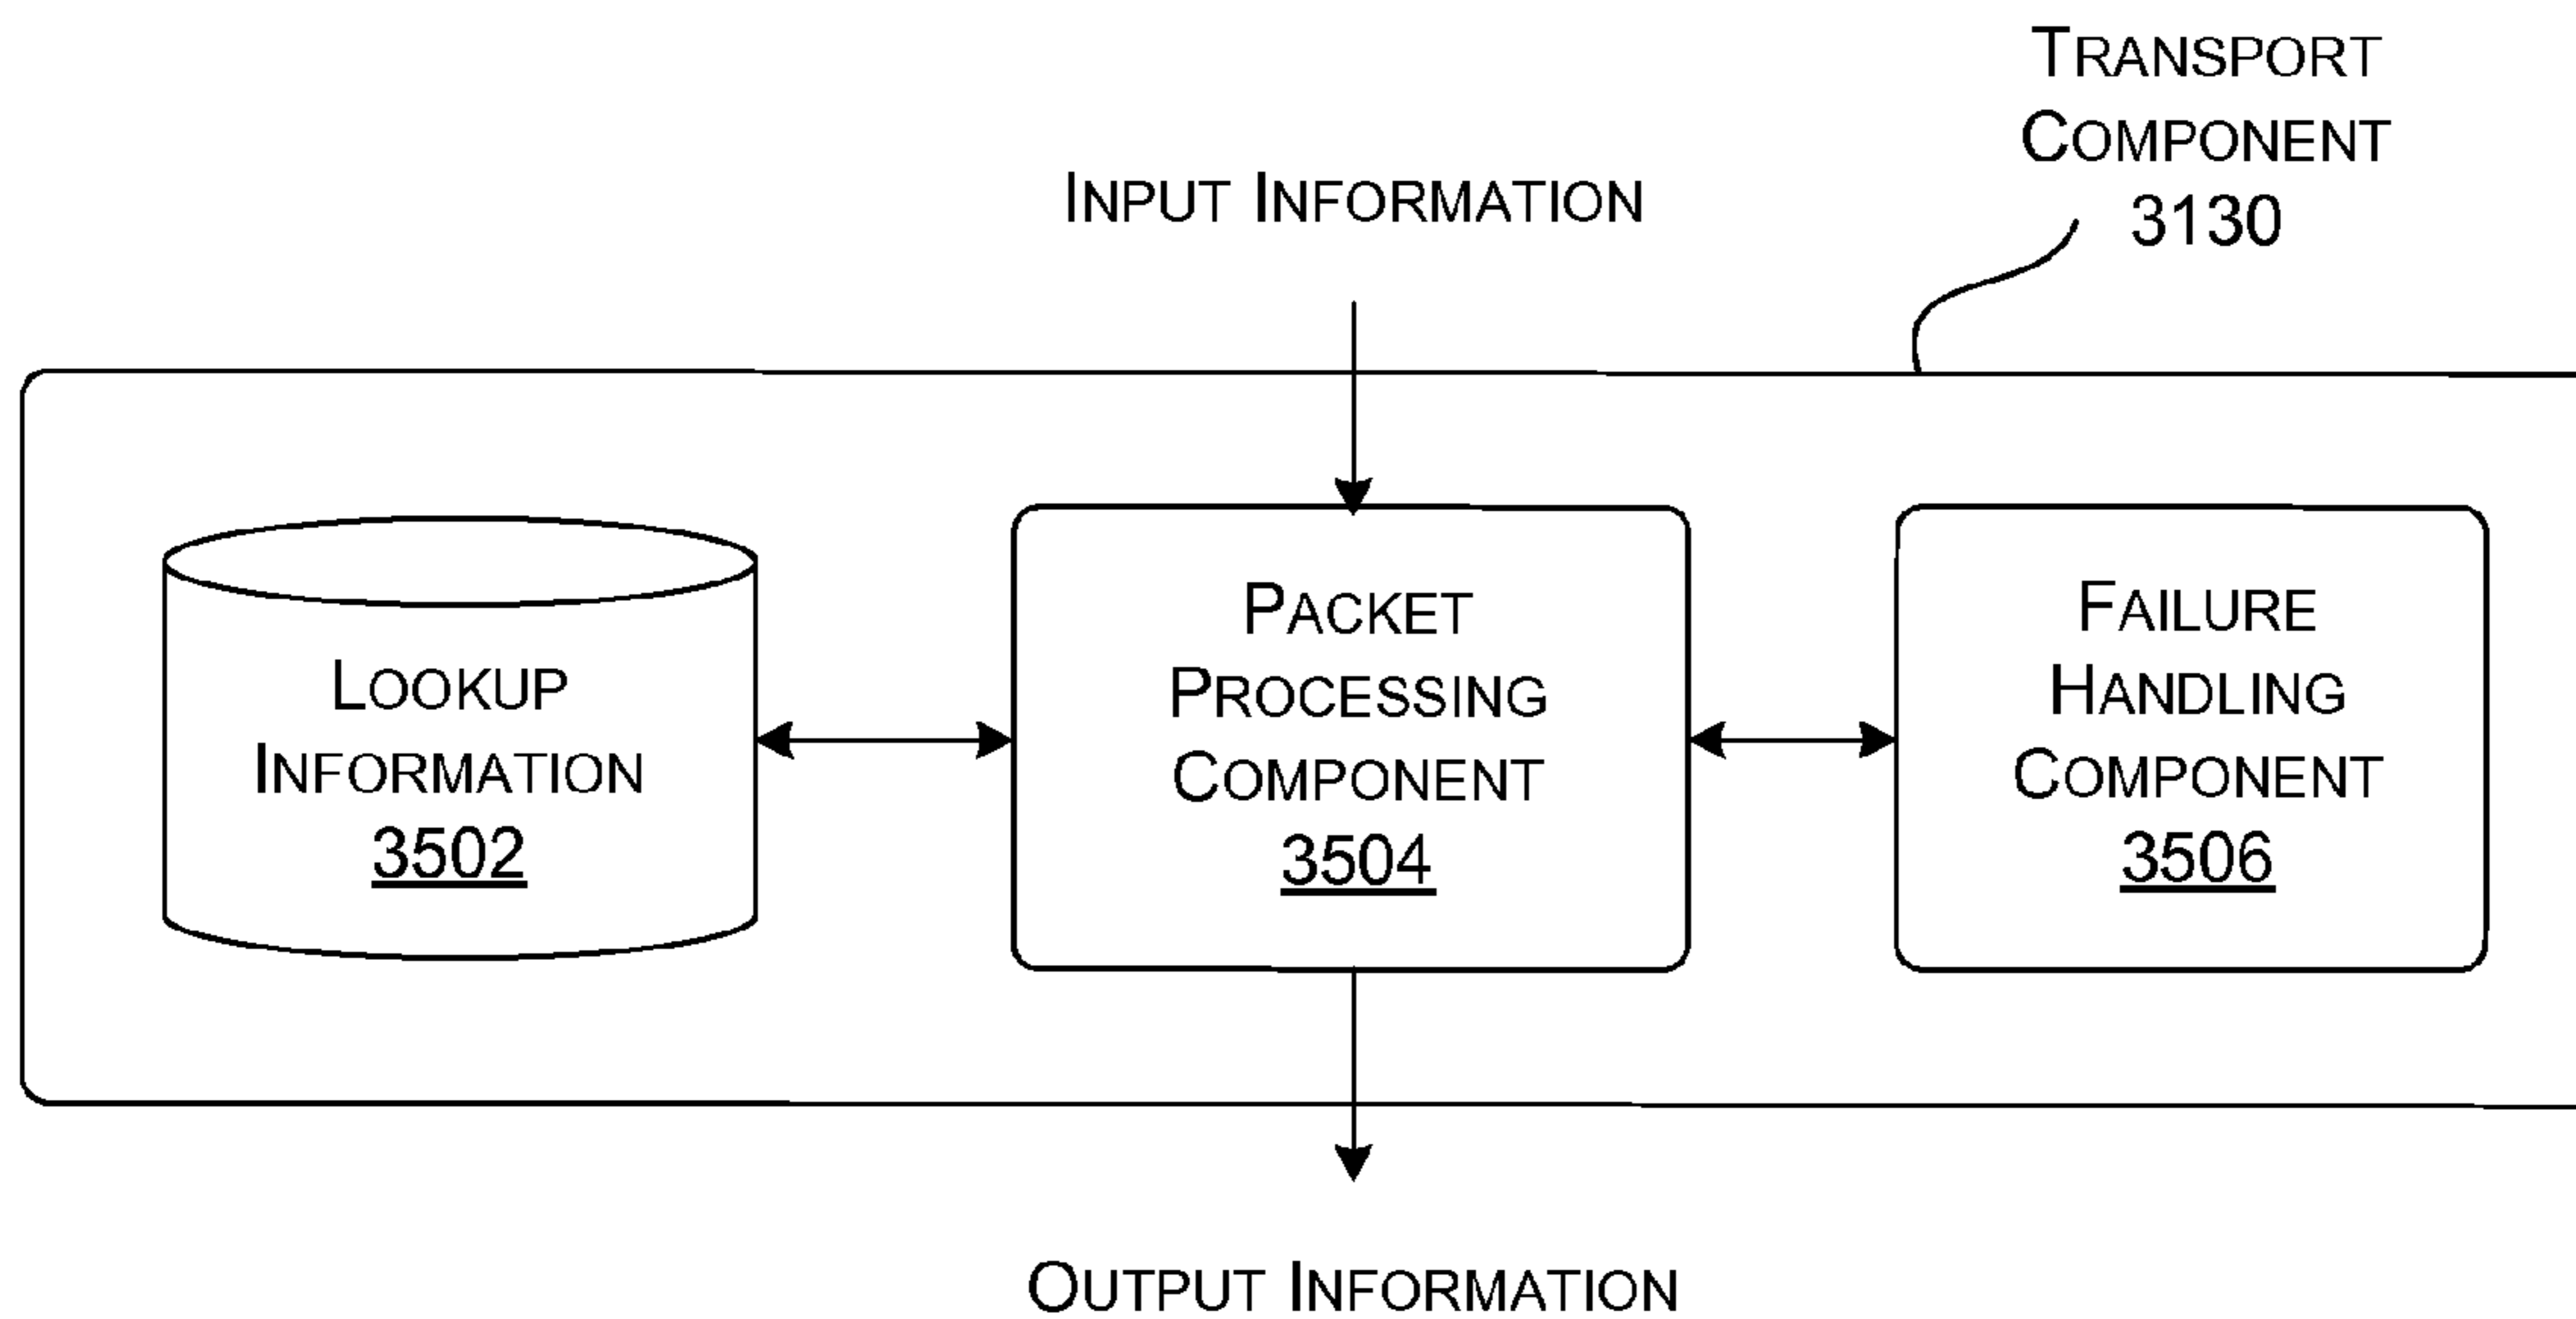 TRANSPORT
COMPONENT
3130
INPUT INFORMATION
LOOKUP
INFORMATION
3502
PACKET
PROCESSING
COMPONENT
3504
FAILURE
HANDLING
COMPONENT
3506
OUTPUT INFORMATION